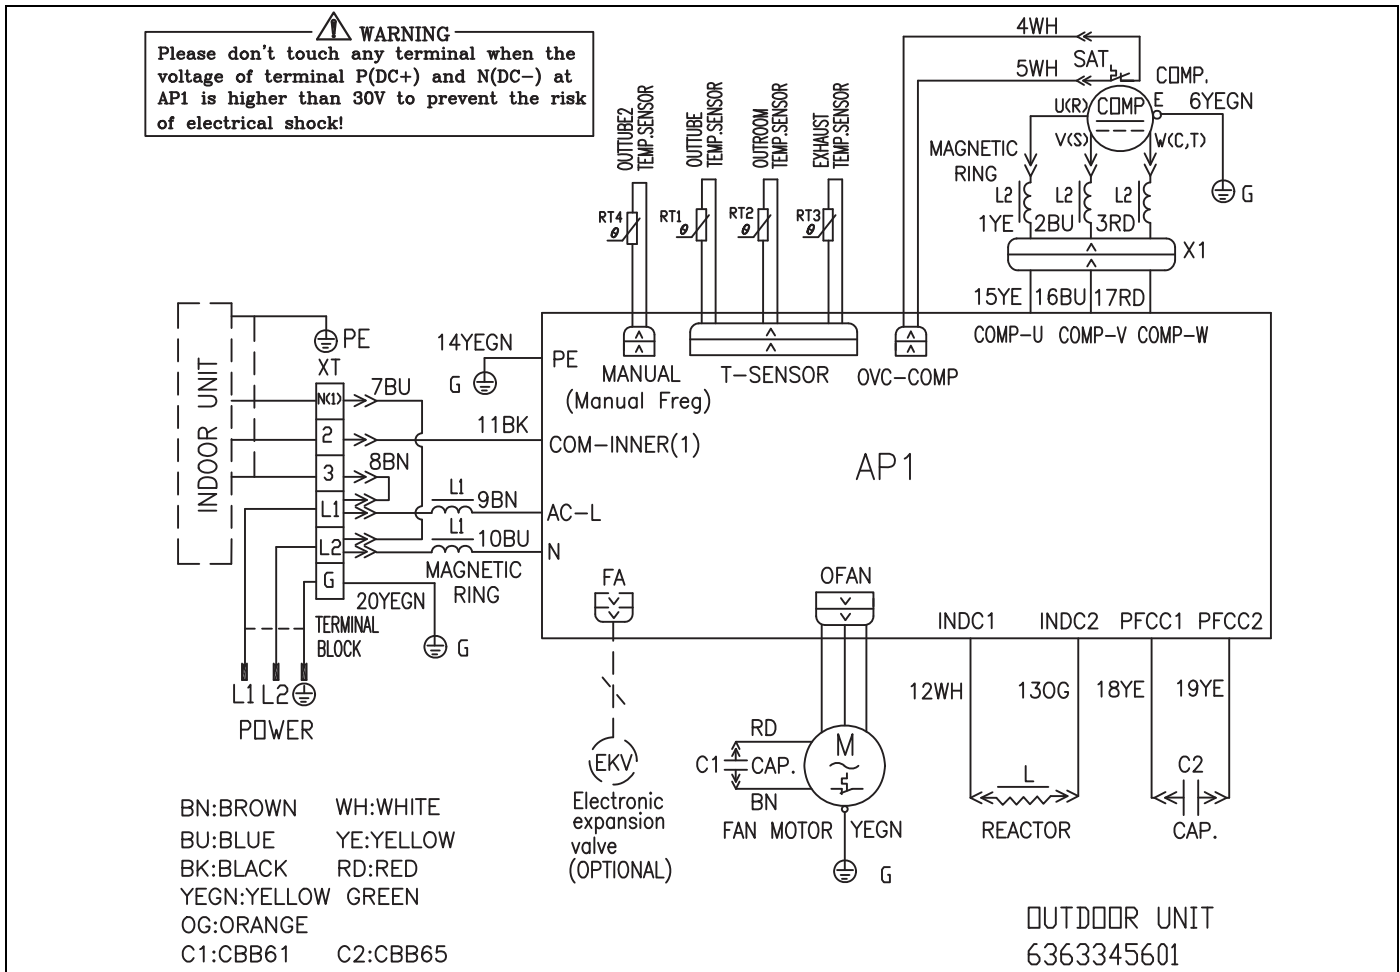 WARNING
Please don't touch any terminal when the
voltage of terminal P(DC+) and N(DC-) at
AP1 is higher than 30V to prevent the risk
of electrical shock!
4WH
SAT
5WH
COMP.
COMP
U(R)
E
6YEGN
V(S)
W(C,T)
MAGNETIC
RING
G
L2
L2
L2
1YE
2BU
3RD
X1
15YE
16BU
17RD
COMP-U
COMP-V
COMP-W
OUTTUBE2
TEMP.SENSOR
OUTTUBE
TEMP.SENSOR
OUTROOM
TEMP.SENSOR
EXHAUST
TEMP.SENSOR
RT4
θ
RT1
θ
RT2
θ
RT3
θ
MANUAL
(Manual Freg)
T-SENSOR
OVC-COMP
INDOOR UNIT
PE
XT
14YEGN
G
PE
N(1)
7BU
2
11BK
COM-INNER(1)
3
8BN
AP1
L1
L1
9BN
AC-L
L2
L1
10BU
N
MAGNETIC
RING
G
20YEGN
G
TERMINAL
BLOCK
L1
L2
POWER
FA
OFAN
INDC1
INDC2
PFCC1
PFCC2
12WH
13OG
18YE
19YE
EKV
Electronic
expansion
valve
(OPTIONAL)
RD
C1
CAP.
BN
M
FAN MOTOR
YEGN
G
L
REACTOR
C2
CAP.
BN:BROWN WH:WHITE
BU:BLUE YE:YELLOW
BK:BLACK RD:RED
YEGN:YELLOW GREEN
OG:ORANGE
C1:CBB61 C2:CBB65
OUTDOOR UNIT
6363345601